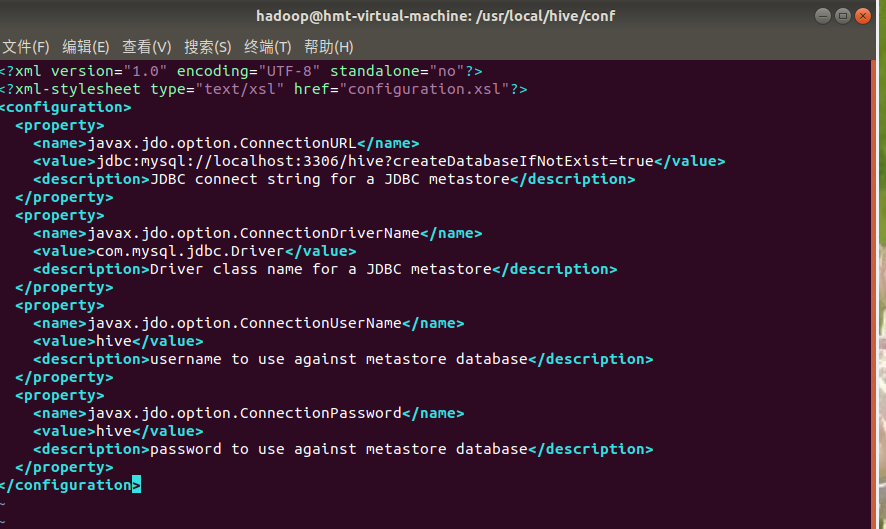 hadoop@hmt-virtual-machine: /usr/local/hive/conf
文件(F) 编辑(E) 查看(V) 搜索(S) 终端(T) 帮助(H)
<?xml version="1.0" encoding="UTF-8" standalone="no"?>
<?xml-stylesheet type="text/xsl" href="configuration.xsl"?>
<configuration>
  <property>
    <name>javax.jdo.option.ConnectionURL</name>
    <value>jdbc:mysql://localhost:3306/hive?createDatabaseIfNotExist=true</value>
    <description>JDBC connect string for a JDBC metastore</description>
  </property>
  <property>
    <name>javax.jdo.option.ConnectionDriverName</name>
    <value>com.mysql.jdbc.Driver</value>
    <description>Driver class name for a JDBC metastore</description>
  </property>
  <property>
    <name>javax.jdo.option.ConnectionUserName</name>
    <value>hive</value>
    <description>username to use against metastore database</description>
  </property>
  <property>
    <name>javax.jdo.option.ConnectionPassword</name>
    <value>hive</value>
    <description>password to use against metastore database</description>
  </property>
</configuration>
~
~